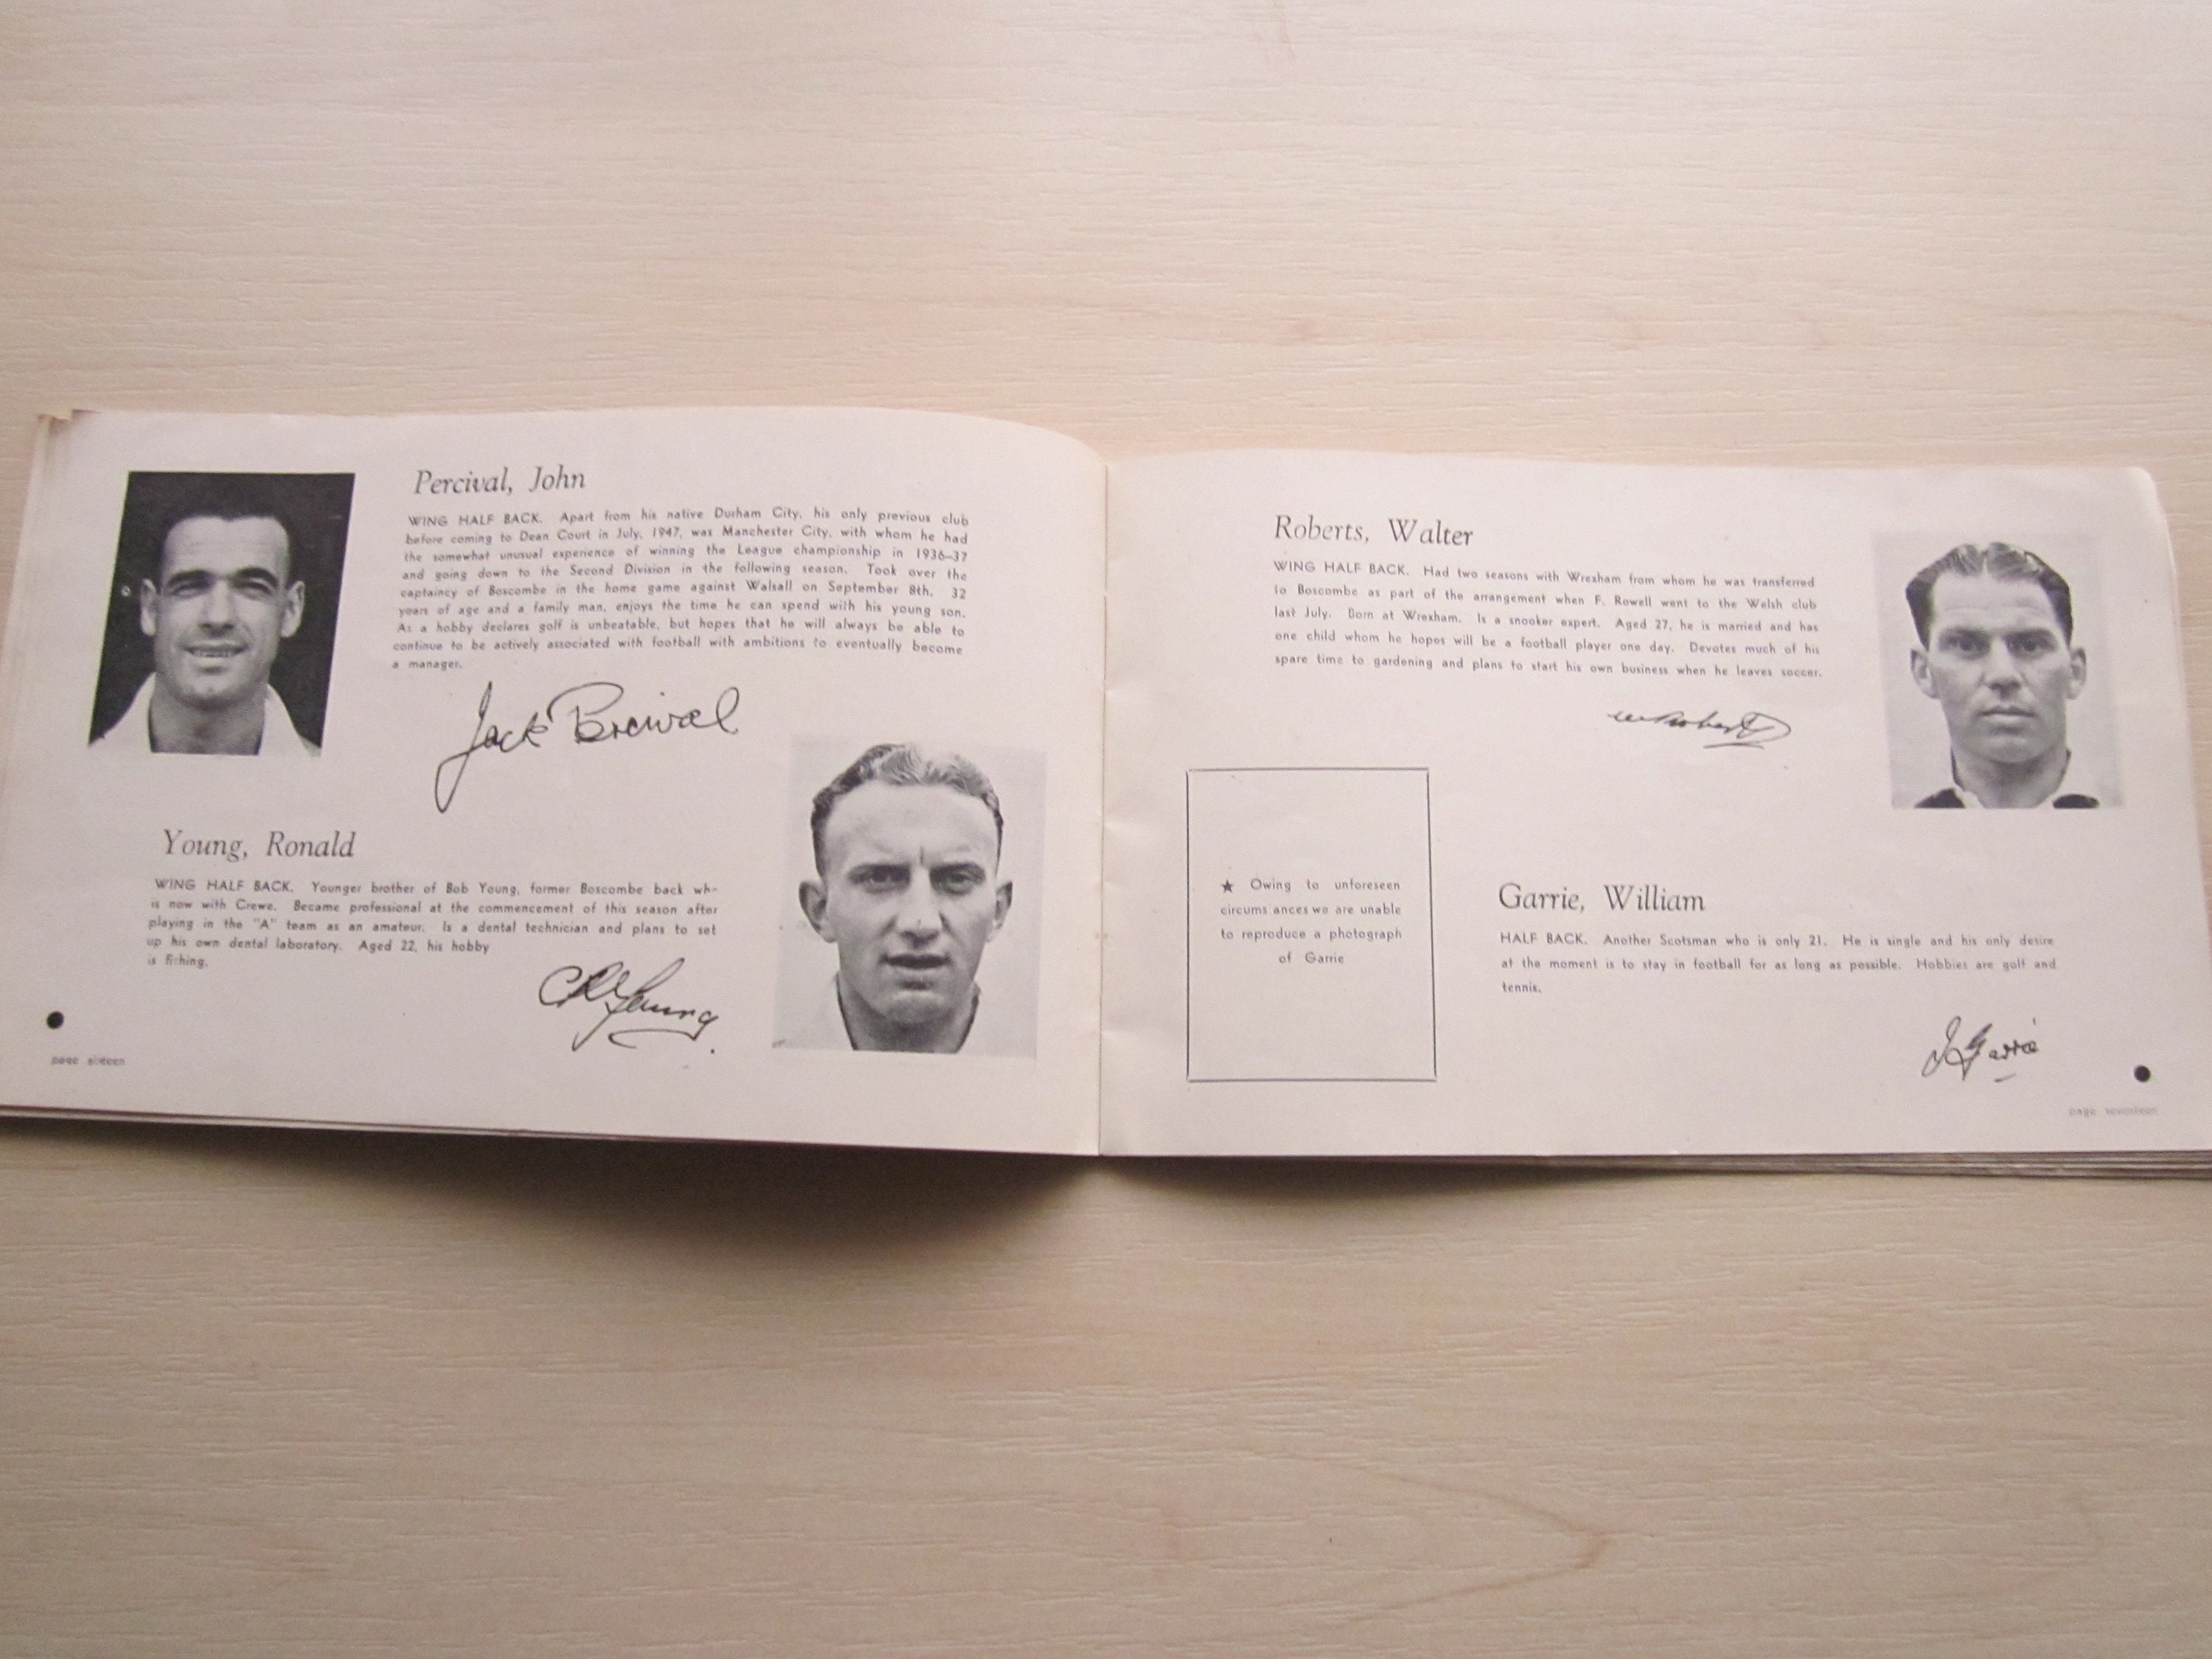 Percival, John
WING HALF BACK. Apart from his native Durham City, his only previous club
before coming to Dean Court in July, 1947, was Manchester City, with whom he had
the somewhat unusual experience of winning the League championship in 1936–37
and going down to the Second Division in the following season. Took over the
captaincy of Boscombe in the home game against Walsall on September 8th. 32
years of age and a family man, enjoys the time he can spend with his young son.
As a hobby declares golf is unbeatable, but hopes that he will always be able to
continue to be actively associated with football with ambitions to eventually become
a manager.
Jack Percival
Young, Ronald
WING HALF BACK. Younger brother of Bob Young, former Boscombe back wh-
is now with Crewe. Became professional at the commencement of this season after
playing in the "A" team as an amateur. Is a dental technician and plans to set
up his own dental laboratory. Aged 22, his hobby
is fishing.
C R Young.
page sixteen
Roberts, Walter
WING HALF BACK. Had two seasons with Wrexham from whom he was transferred
to Boscombe as part of the arrangement when F. Rowell went to the Welsh club
last July. Born at Wrexham. Is a snooker expert. Aged 27, he is married and has
one child whom he hopes will be a football player one day. Devotes much of his
spare time to gardening and plans to start his own business when he leaves soccer.
W Roberts
★ Owing to unforeseen
circums ances we are unable
to reproduce a photograph
of Garrie
Garrie, William
HALF BACK. Another Scotsman who is only 21. He is single and his only desire
at the moment is to stay in football for as long as possible. Hobbies are golf and
tennis.
Garrie
page seventeen